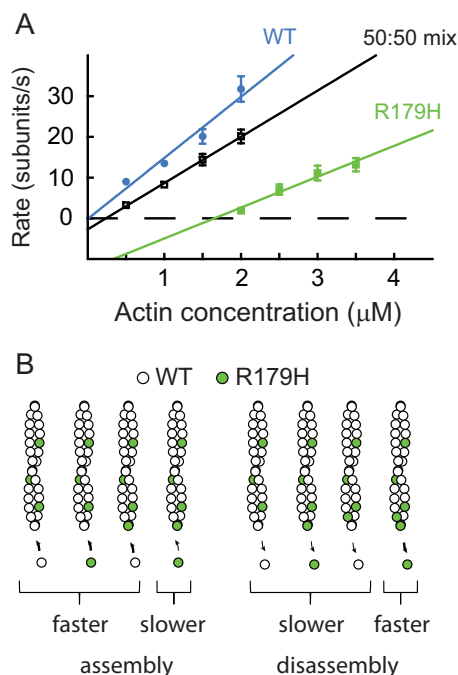 A
WT
50:50 mix
R179H
Rate (subunits/s)
30
20
10
0
1 2 3 4
Actin concentration (μM)
B
WT R179H
faster slower slower faster
assembly disassembly